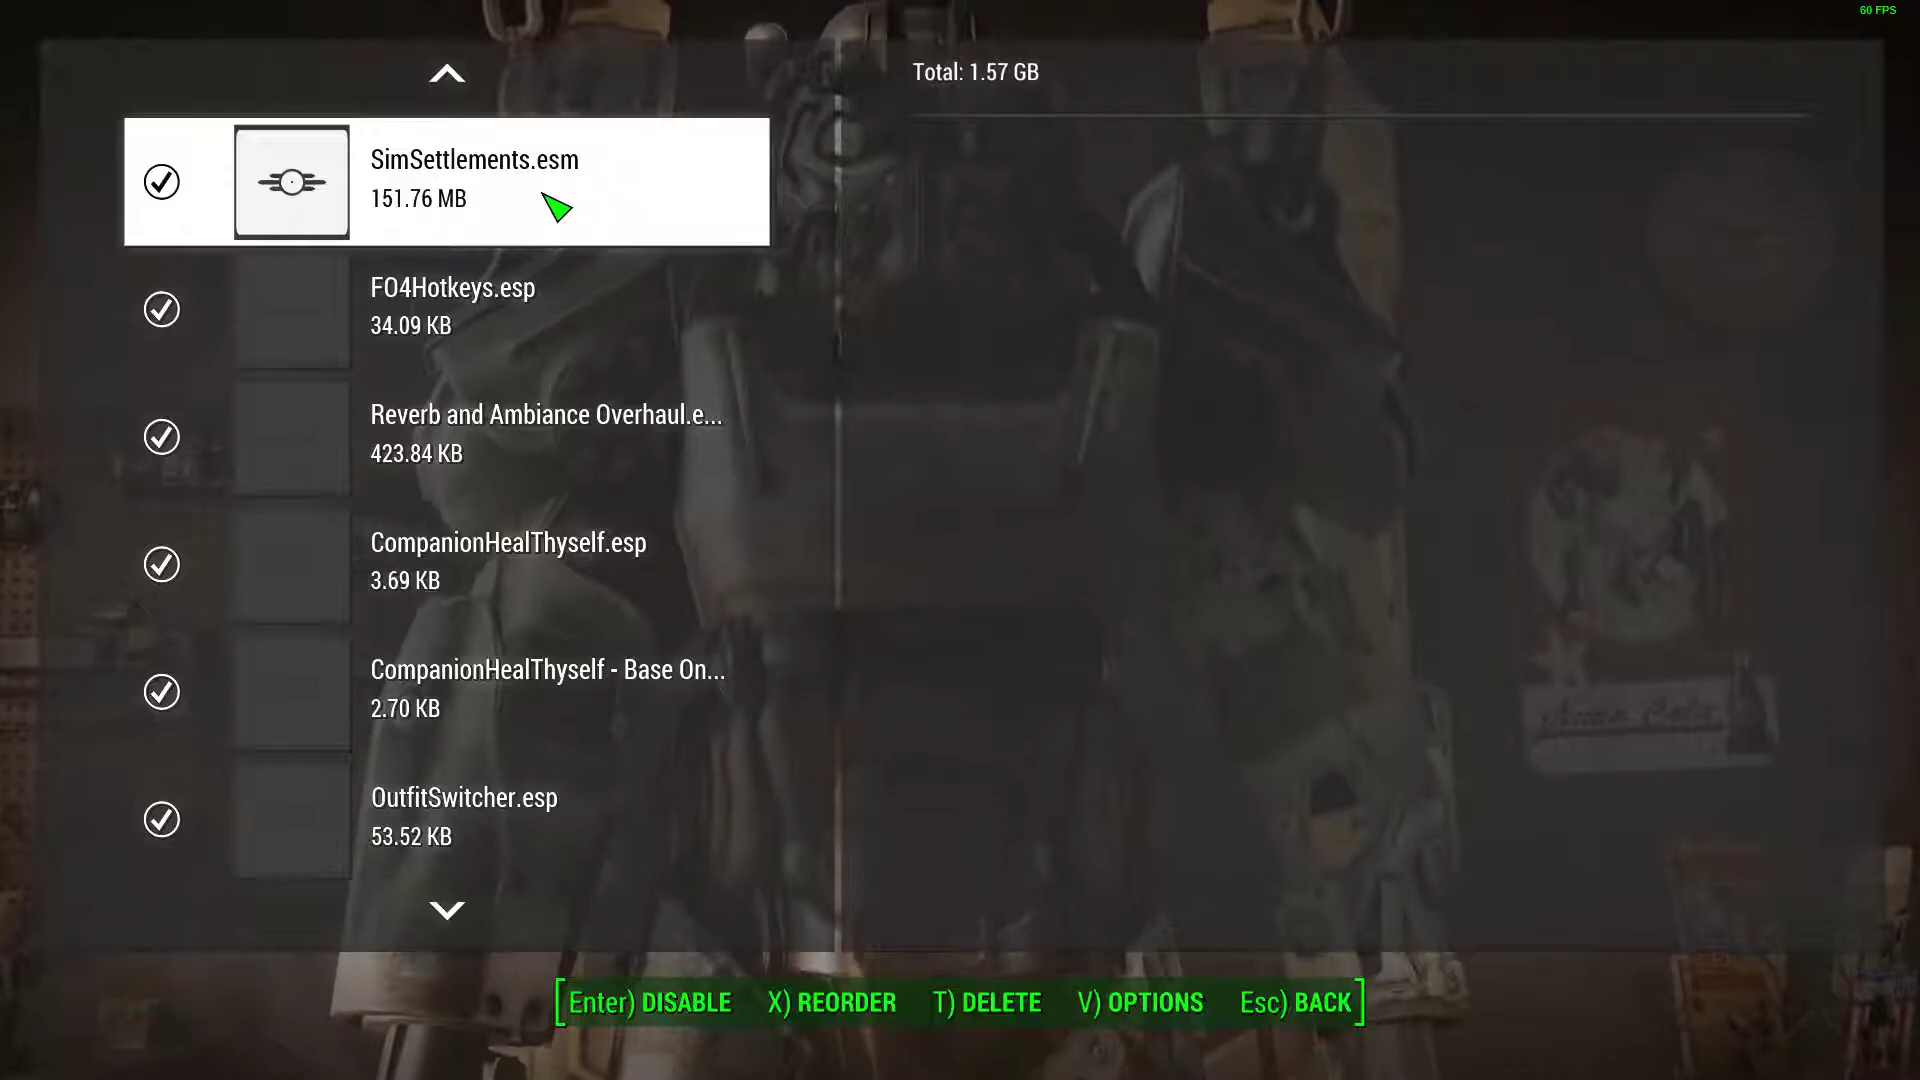 60 FPS
Total: 1.57 GB
SimSettlements.esm
151.76 MB
FO4Hotkeys.esp
34.09 KB
Reverb and Ambiance Overhaul.e...
423.84 KB
CompanionHealThyself.esp
3.69 KB
CompanionHealThyself - Base On...
2.70 KB
OutfitSwitcher.esp
53.52 KB
Enter) DISABLE X) REORDER T) DELETE V) OPTIONS Esc) BACK